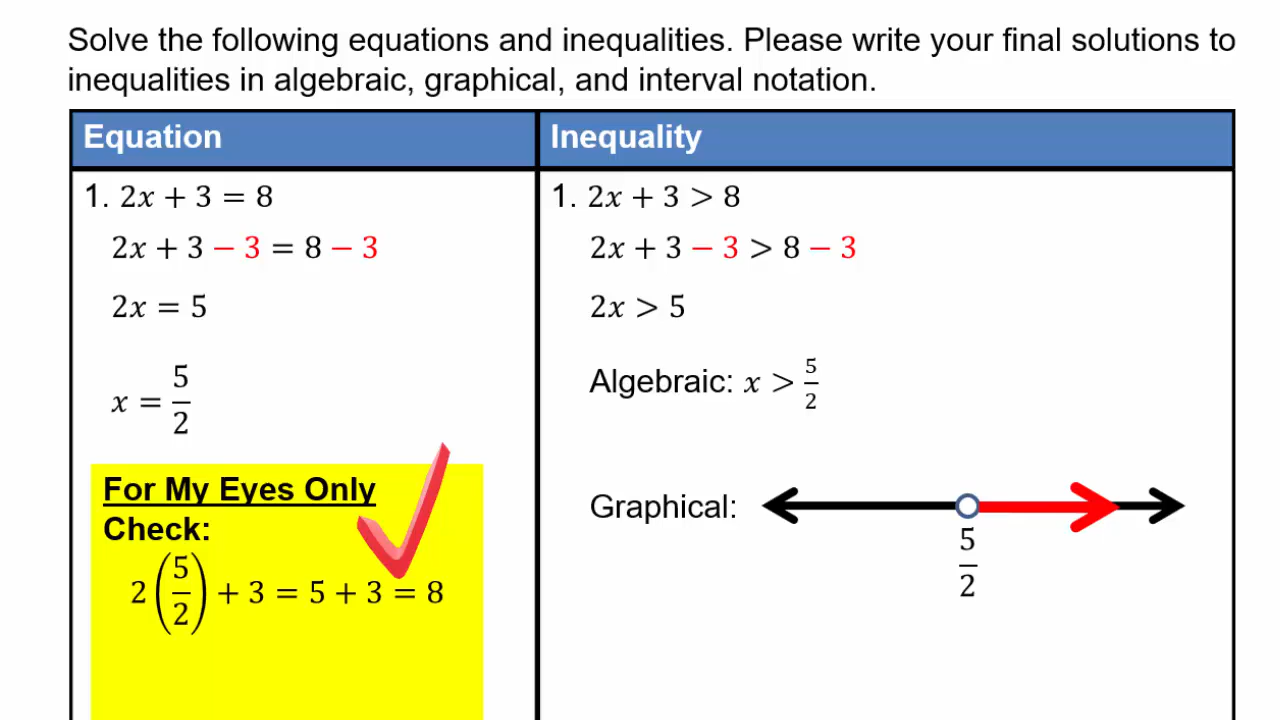 Solve the following equations and inequalities. Please write your final solutions to
inequalities in algebraic, graphical, and interval notation.
Equation
1. 2x + 3 = 8
2x + 3 − 3 = 8 − 3
2x = 5
x = 5/2
For My Eyes Only
Check:
2(5/2) + 3 = 5 + 3 = 8
Inequality
1. 2x + 3 > 8
2x + 3 − 3 > 8 − 3
2x > 5
Algebraic: x > 5/2
Graphical:
5/2